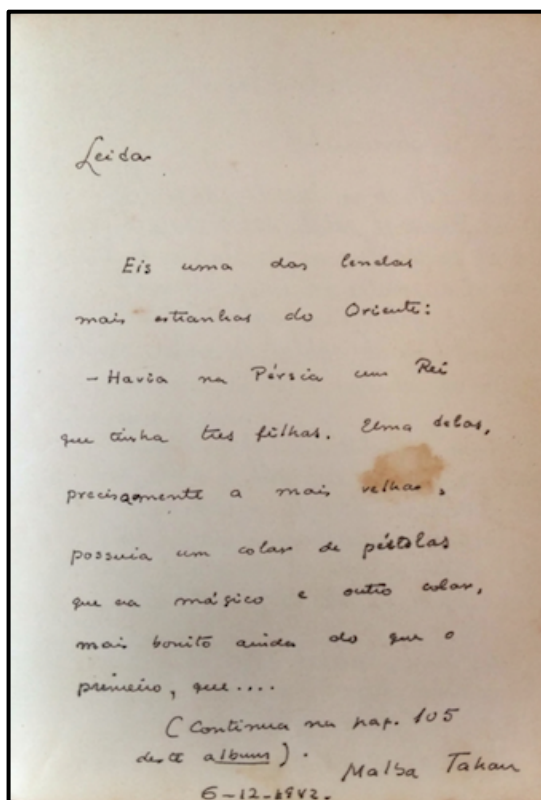 Leida
Eis uma das lendas
mais estranhas do Oriente:
- Havia na Pérsia um Rei
que tinha tres filhas. Uma delas,
precisamente a mais velha,
possuia um colar de pétolas
que era mágico e outro colar,
mais bonito ainda do que o
primeiro, que....
(Continua na pag. 105
deste album).
Malba Tahan
6-12-1942.